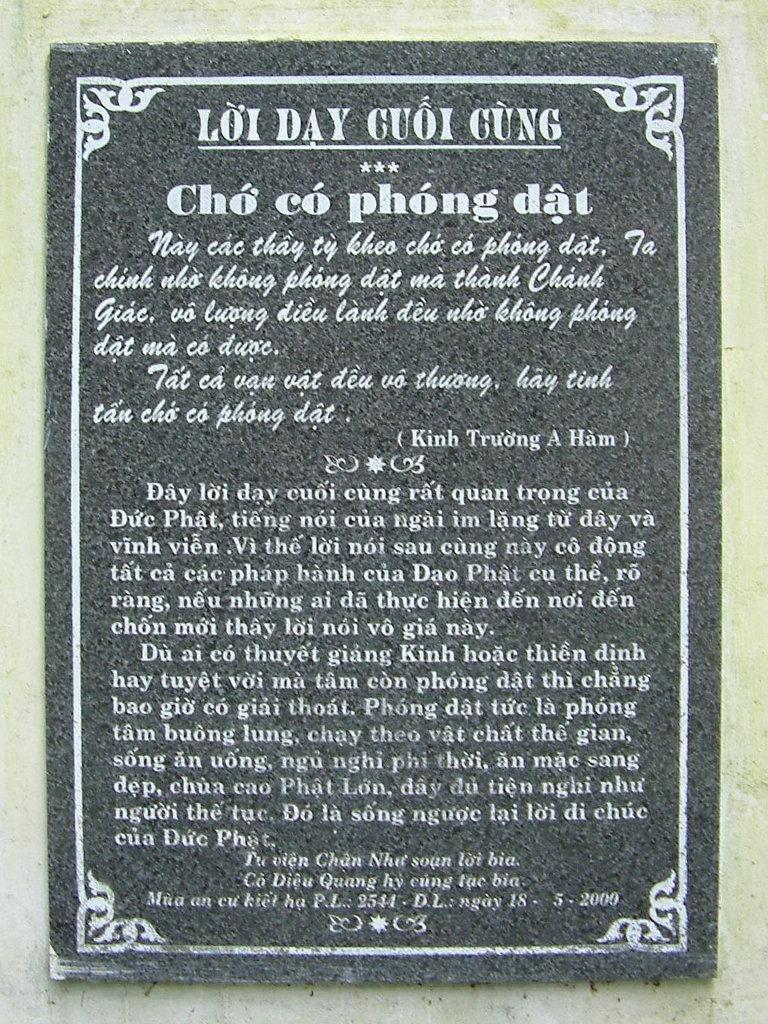 LỜI DẠY CUỐI CÙNG
***
Chớ có phóng dật
Này các thầy tỳ kheo chớ có phóng dật, Ta
chính nhờ không phóng dật mà thành Chánh
Giác, vô lượng điều lành đều nhờ không phóng
dật mà có được.
Tất cả vạn vật đều vô thường, hãy tinh
tấn chớ có phóng dật .
( Kinh Trường A Hàm )
Đây lời dạy cuối cùng rất quan trọng của
Đức Phật, tiếng nói của ngài im lặng từ đây và
vĩnh viễn .Vì thế lời nói sau cùng này cô động
tất cả các pháp hành của Đạo Phật cụ thể, rõ
ràng, nếu những ai đã thực hiện đến nơi đến
chốn mới thấy lời nói vô giá này.
Dù ai có thuyết giảng Kinh hoặc thiền định
hay tuyệt vời mà tâm còn phóng dật thì chẳng
bao giờ có giải thoát. Phóng dật tức là phóng
tâm buông lung, chạy theo vật chất thế gian,
sống ăn uống, ngủ nghỉ phi thời, ăn mặc sang
đẹp, chùa cao Phật Lớn, đầy đủ tiện nghi như
người thế tục. Đó là sống ngược lại lời di chúc
của Đức Phật.
Tu viện Chân Như soạn lời bia.
Cô Diệu Quang hỷ cúng tạc bia.
Mùa an cư kiết hạ P.L.: 2544 - D.L.: ngày 18 - 5 - 2000